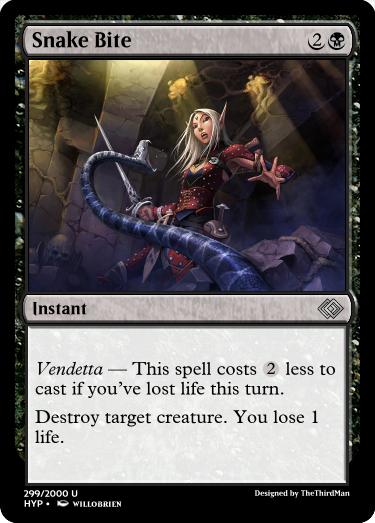 Snake Bite 2
Instant
Vendetta — This spell costs 2 less to
cast if you've lost life this turn.
Destroy target creature. You lose 1
life.
299/2000 U
HYP • WILLOBRIEN
Designed by TheThirdMan